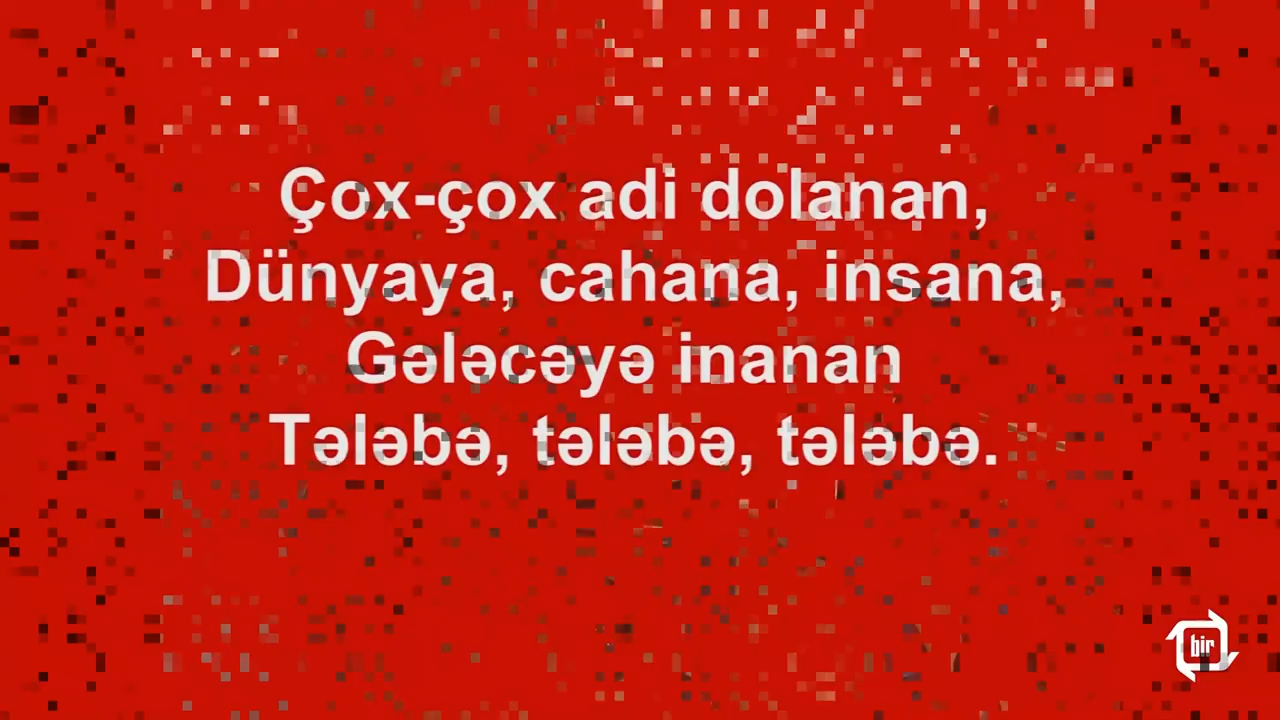 Çox-çox adi dolanan,
Dünyaya, cahana, insana,
Gələcəyə inanan
Tələbə, tələbə, tələbə.
bir